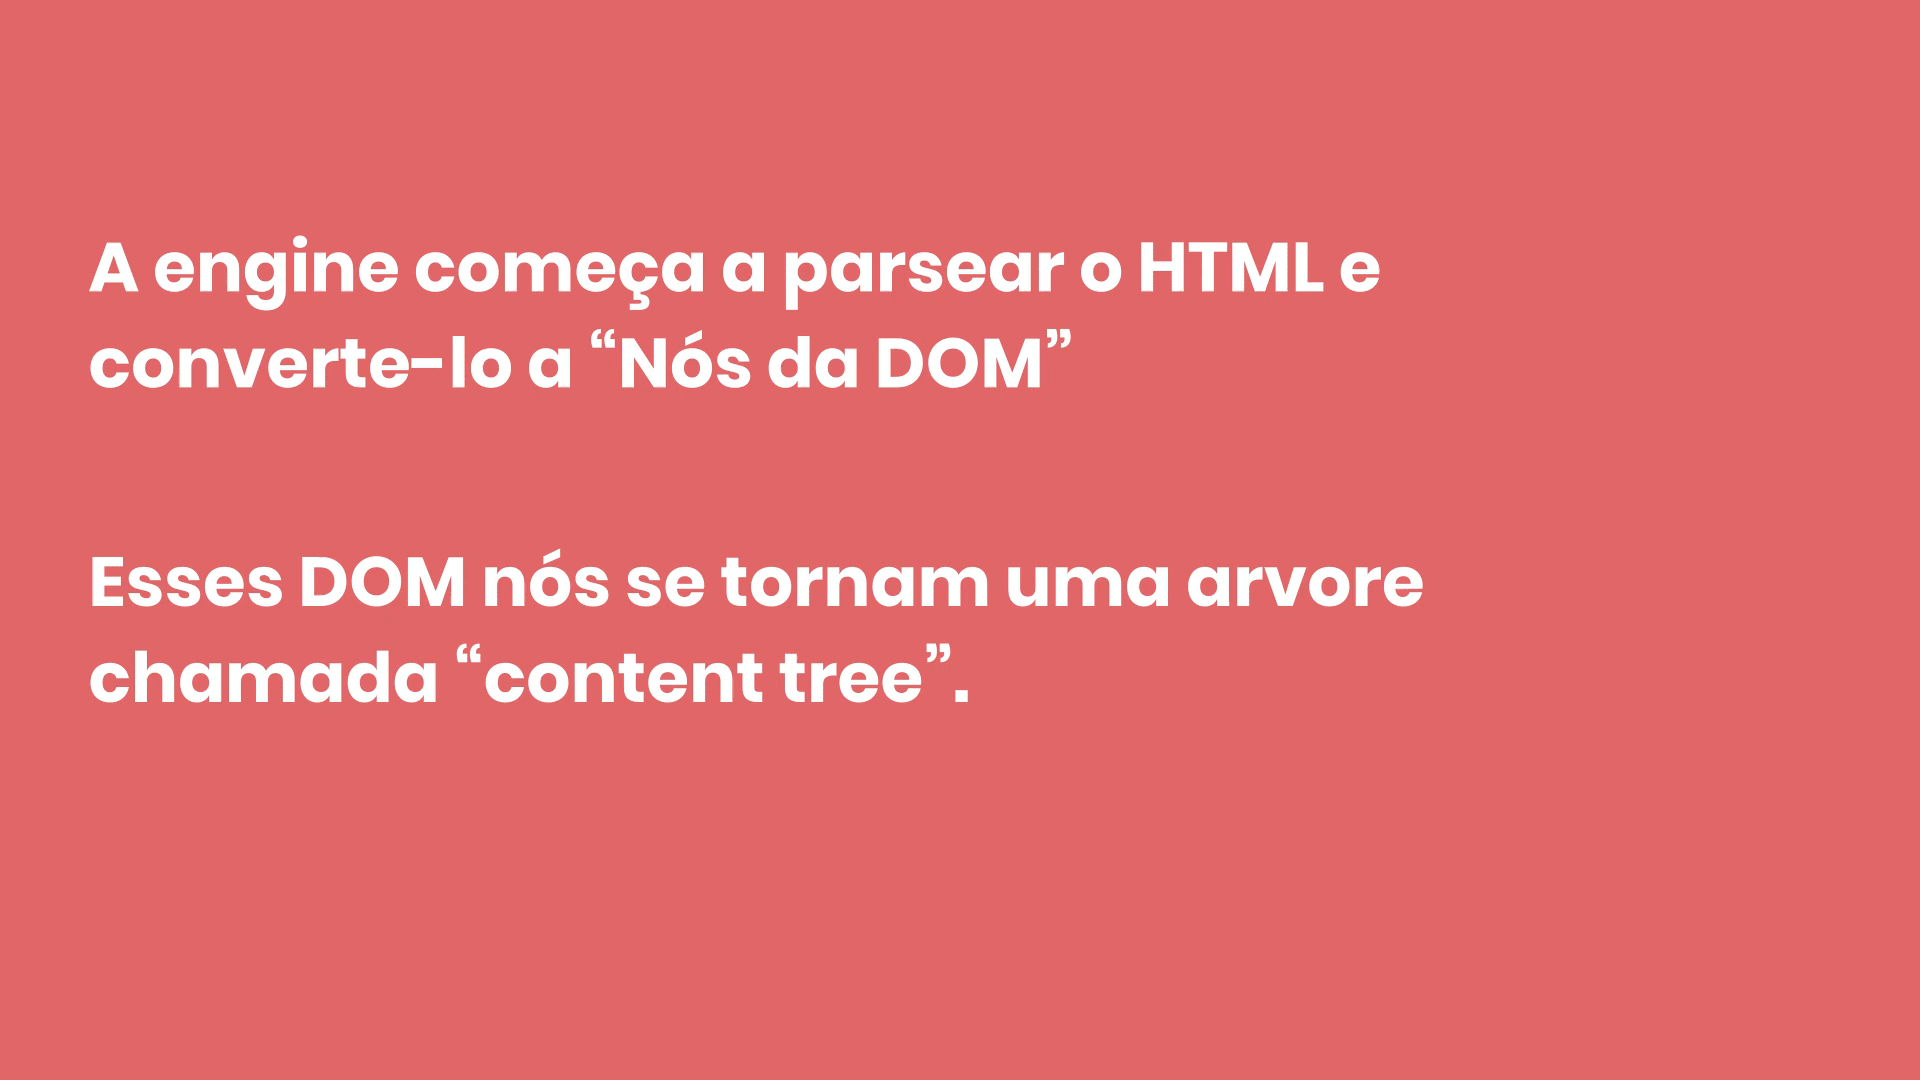 A engine começa a parsear o HTML e
converte-lo a “Nós da DOM”
Esses DOM nós se tornam uma arvore
chamada “content tree”.